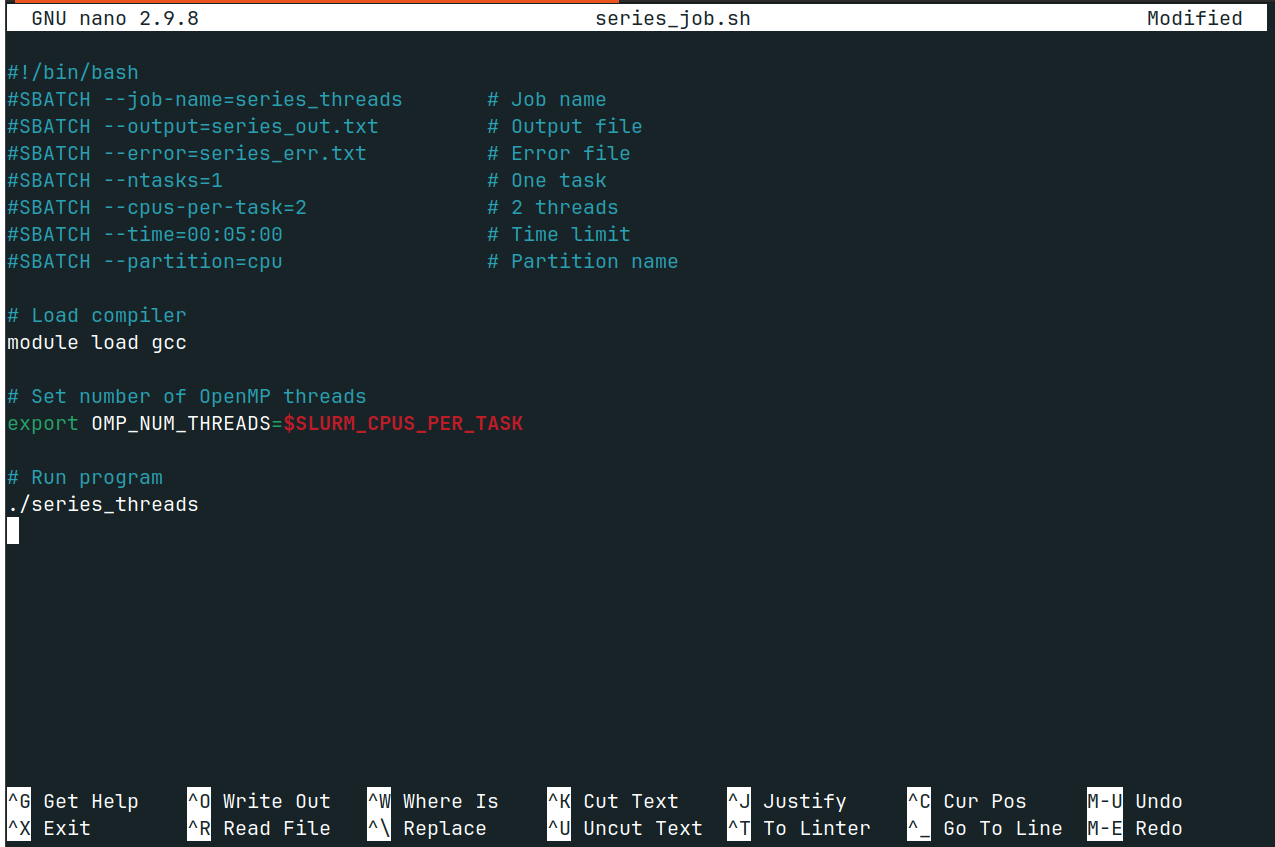 GNU nano 2.9.8 series_job.sh Modified
#!/bin/bash
#SBATCH --job-name=series_threads # Job name
#SBATCH --output=series_out.txt # Output file
#SBATCH --error=series_err.txt # Error file
#SBATCH --ntasks=1 # One task
#SBATCH --cpus-per-task=2 # 2 threads
#SBATCH --time=00:05:00 # Time limit
#SBATCH --partition=cpu # Partition name
# Load compiler
module load gcc
# Set number of OpenMP threads
export OMP_NUM_THREADS=$SLURM_CPUS_PER_TASK
# Run program
./series_threads
^G Get Help ^O Write Out ^W Where Is ^K Cut Text ^J Justify ^C Cur Pos M-U Undo
^X Exit ^R Read File ^\ Replace ^U Uncut Text ^T To Linter ^_ Go To Line M-E Redo